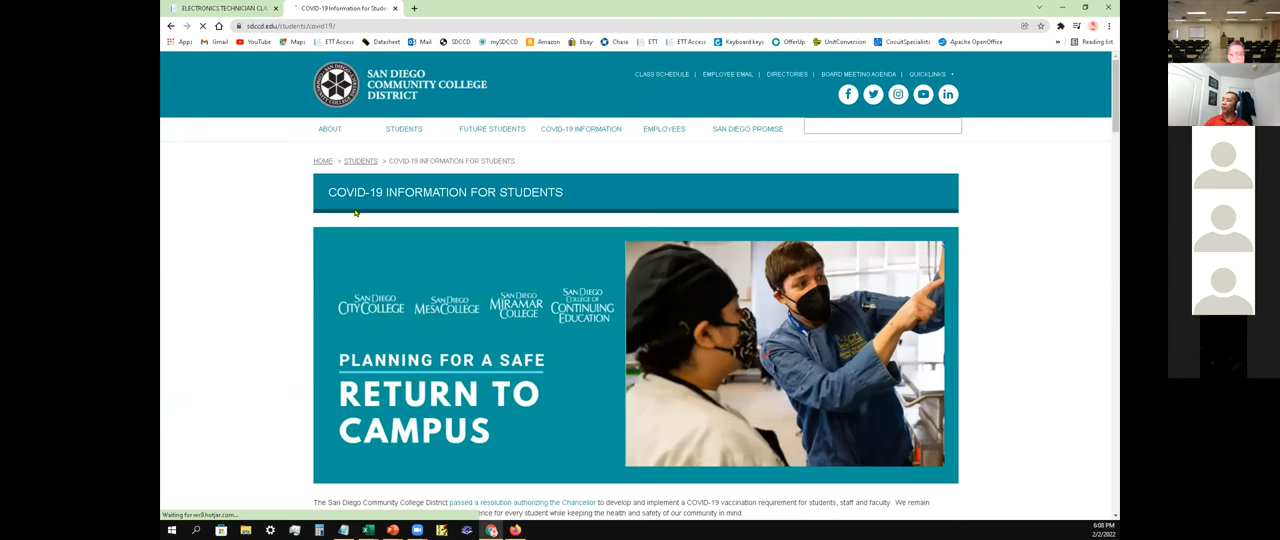 ELECTRONICS TECHNICIAN CLA
COVID-19 Information for Stude
sdccd.edu/students/covid19/
Apps Gmail YouTube Maps ETT Access Datasheet Mail SDCCD mySDCCD Amazon Ebay Chase ETT ETT Access Keyboard keys OfferUp UnitConversion CircuitSpecialists Apache OpenOffice » Reading list
SAN DIEGO
COMMUNITY COLLEGE
DISTRICT
CLASS SCHEDULE | EMPLOYEE EMAIL | DIRECTORIES | BOARD MEETING AGENDA | QUICKLINKS
ABOUT STUDENTS FUTURE STUDENTS COVID-19 INFORMATION EMPLOYEES SAN DIEGO PROMISE
HOME > STUDENTS > COVID-19 INFORMATION FOR STUDENTS
COVID-19 INFORMATION FOR STUDENTS
SAN DIEGO
CITY COLLEGE
SAN DIEGO
MESA COLLEGE
SAN DIEGO
MIRAMAR
COLLEGE
SAN DIEGO
COLLEGE OF
CONTINUING
EDUCATION
PLANNING FOR A SAFE
RETURN TO
CAMPUS
The San Diego Community College District passed a resolution authorizing the Chancellor to develop and implement a COVID-19 vaccination requirement for students, staff and faculty. We remain
ence for every student while keeping the health and safety of our community in mind.
Waiting for ws9.hotjar.com...
6:08 PM
2/2/2022